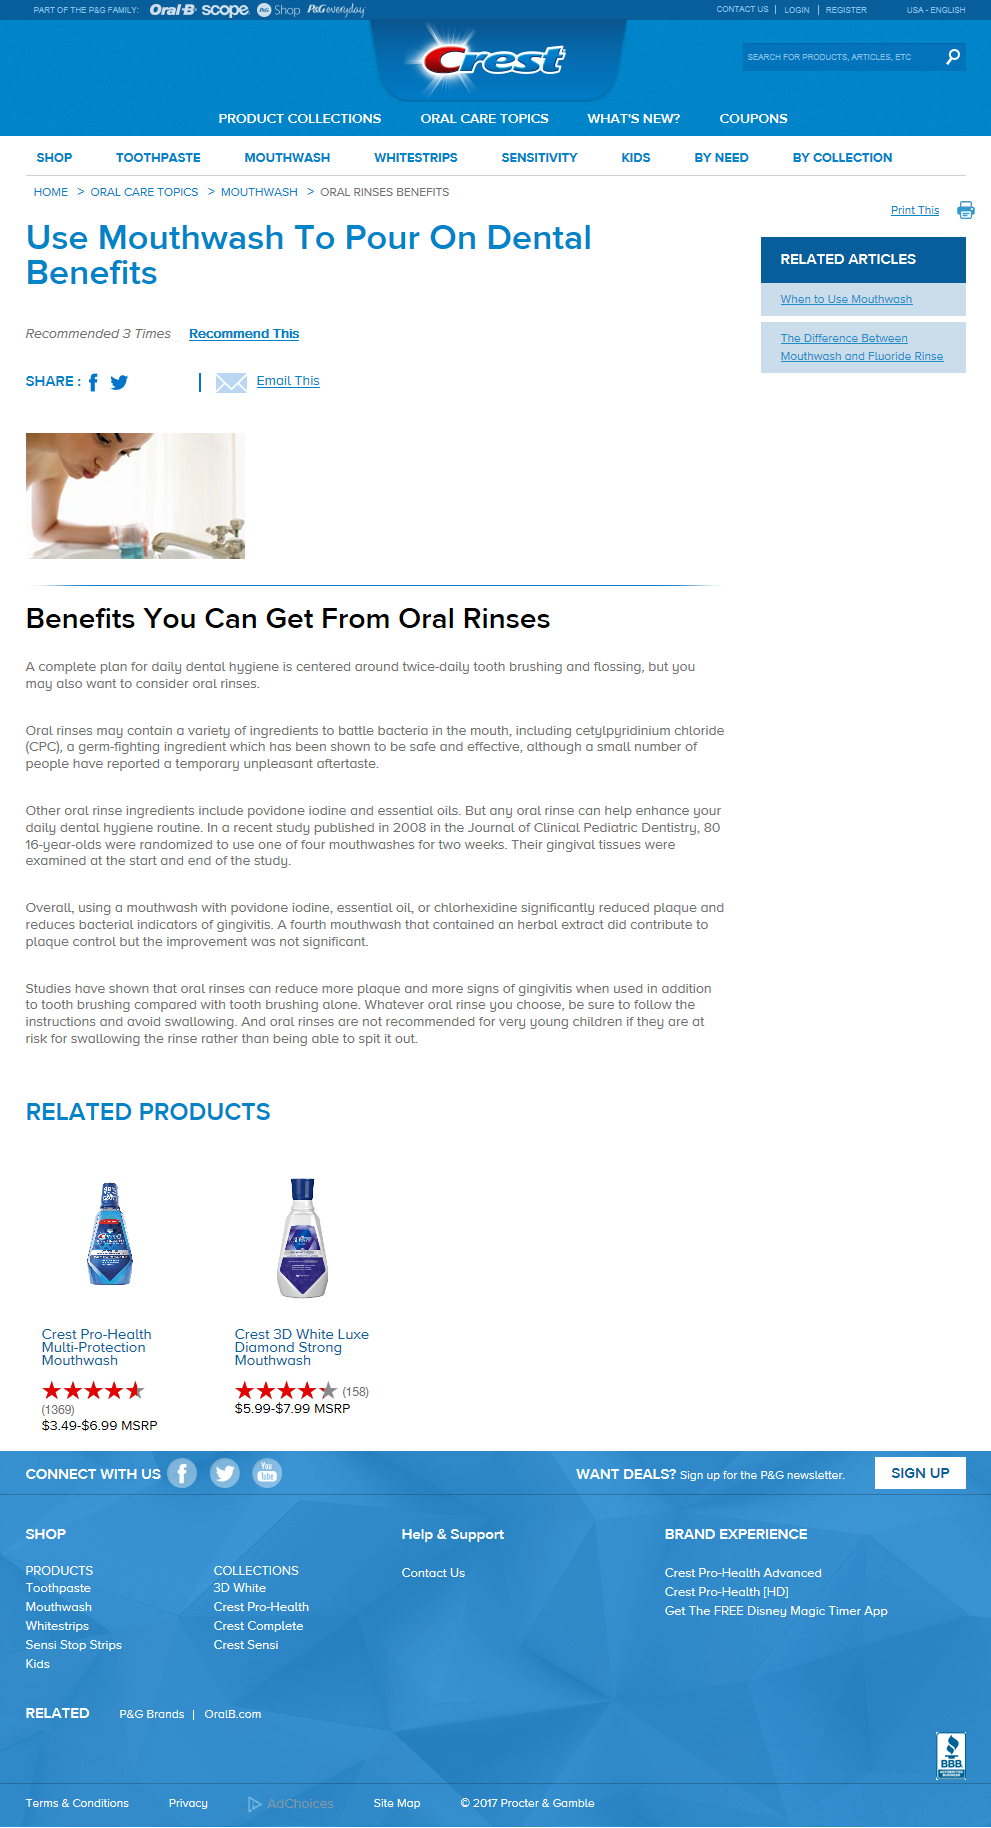 PART OF THE P&G FAMILY: Oral-B scope. P&G Shop P&Geveryday
CONTACT US | LOGIN | REGISTER USA - ENGLISH
Crest
SEARCH FOR PRODUCTS, ARTICLES, ETC
PRODUCT COLLECTIONS ORAL CARE TOPICS WHAT'S NEW? COUPONS
SHOP TOOTHPASTE MOUTHWASH WHITESTRIPS SENSITIVITY KIDS BY NEED BY COLLECTION
HOME > ORAL CARE TOPICS > MOUTHWASH > ORAL RINSES BENEFITS
Print This
Use Mouthwash To Pour On Dental
Benefits
RELATED ARTICLES
When to Use Mouthwash
The Difference Between
Mouthwash and Fluoride Rinse
Recommended 3 Times Recommend This
SHARE : | Email This
Benefits You Can Get From Oral Rinses
A complete plan for daily dental hygiene is centered around twice-daily tooth brushing and flossing, but you
may also want to consider oral rinses.
Oral rinses may contain a variety of ingredients to battle bacteria in the mouth, including cetylpyridinium chloride
(CPC), a germ-fighting ingredient which has been shown to be safe and effective, although a small number of
people have reported a temporary unpleasant aftertaste.
Other oral rinse ingredients include povidone iodine and essential oils. But any oral rinse can help enhance your
daily dental hygiene routine. In a recent study published in 2008 in the Journal of Clinical Pediatric Dentistry, 80
16-year-olds were randomized to use one of four mouthwashes for two weeks. Their gingival tissues were
examined at the start and end of the study.
Overall, using a mouthwash with povidone iodine, essential oil, or chlorhexidine significantly reduced plaque and
reduces bacterial indicators of gingivitis. A fourth mouthwash that contained an herbal extract did contribute to
plaque control but the improvement was not significant.
Studies have shown that oral rinses can reduce more plaque and more signs of gingivitis when used in addition
to tooth brushing compared with tooth brushing alone. Whatever oral rinse you choose, be sure to follow the
instructions and avoid swallowing. And oral rinses are not recommended for very young children if they are at
risk for swallowing the rinse rather than being able to spit it out.
RELATED PRODUCTS
Crest Pro-Health
Multi-Protection
Mouthwash
(1369)
$3.49-$6.99 MSRP
Crest 3D White Luxe
Diamond Strong
Mouthwash
(158)
$5.99-$7.99 MSRP
CONNECT WITH US You Tube
WANT DEALS? Sign up for the P&G newsletter. SIGN UP
SHOP
PRODUCTS
Toothpaste
Mouthwash
Whitestrips
Sensi Stop Strips
Kids
COLLECTIONS
3D White
Crest Pro-Health
Crest Complete
Crest Sensi
Help & Support
Contact Us
BRAND EXPERIENCE
Crest Pro-Health Advanced
Crest Pro-Health [HD]
Get The FREE Disney Magic Timer App
RELATED P&G Brands | OralB.com
BBB
Terms & Conditions Privacy AdChoices Site Map © 2017 Procter & Gamble